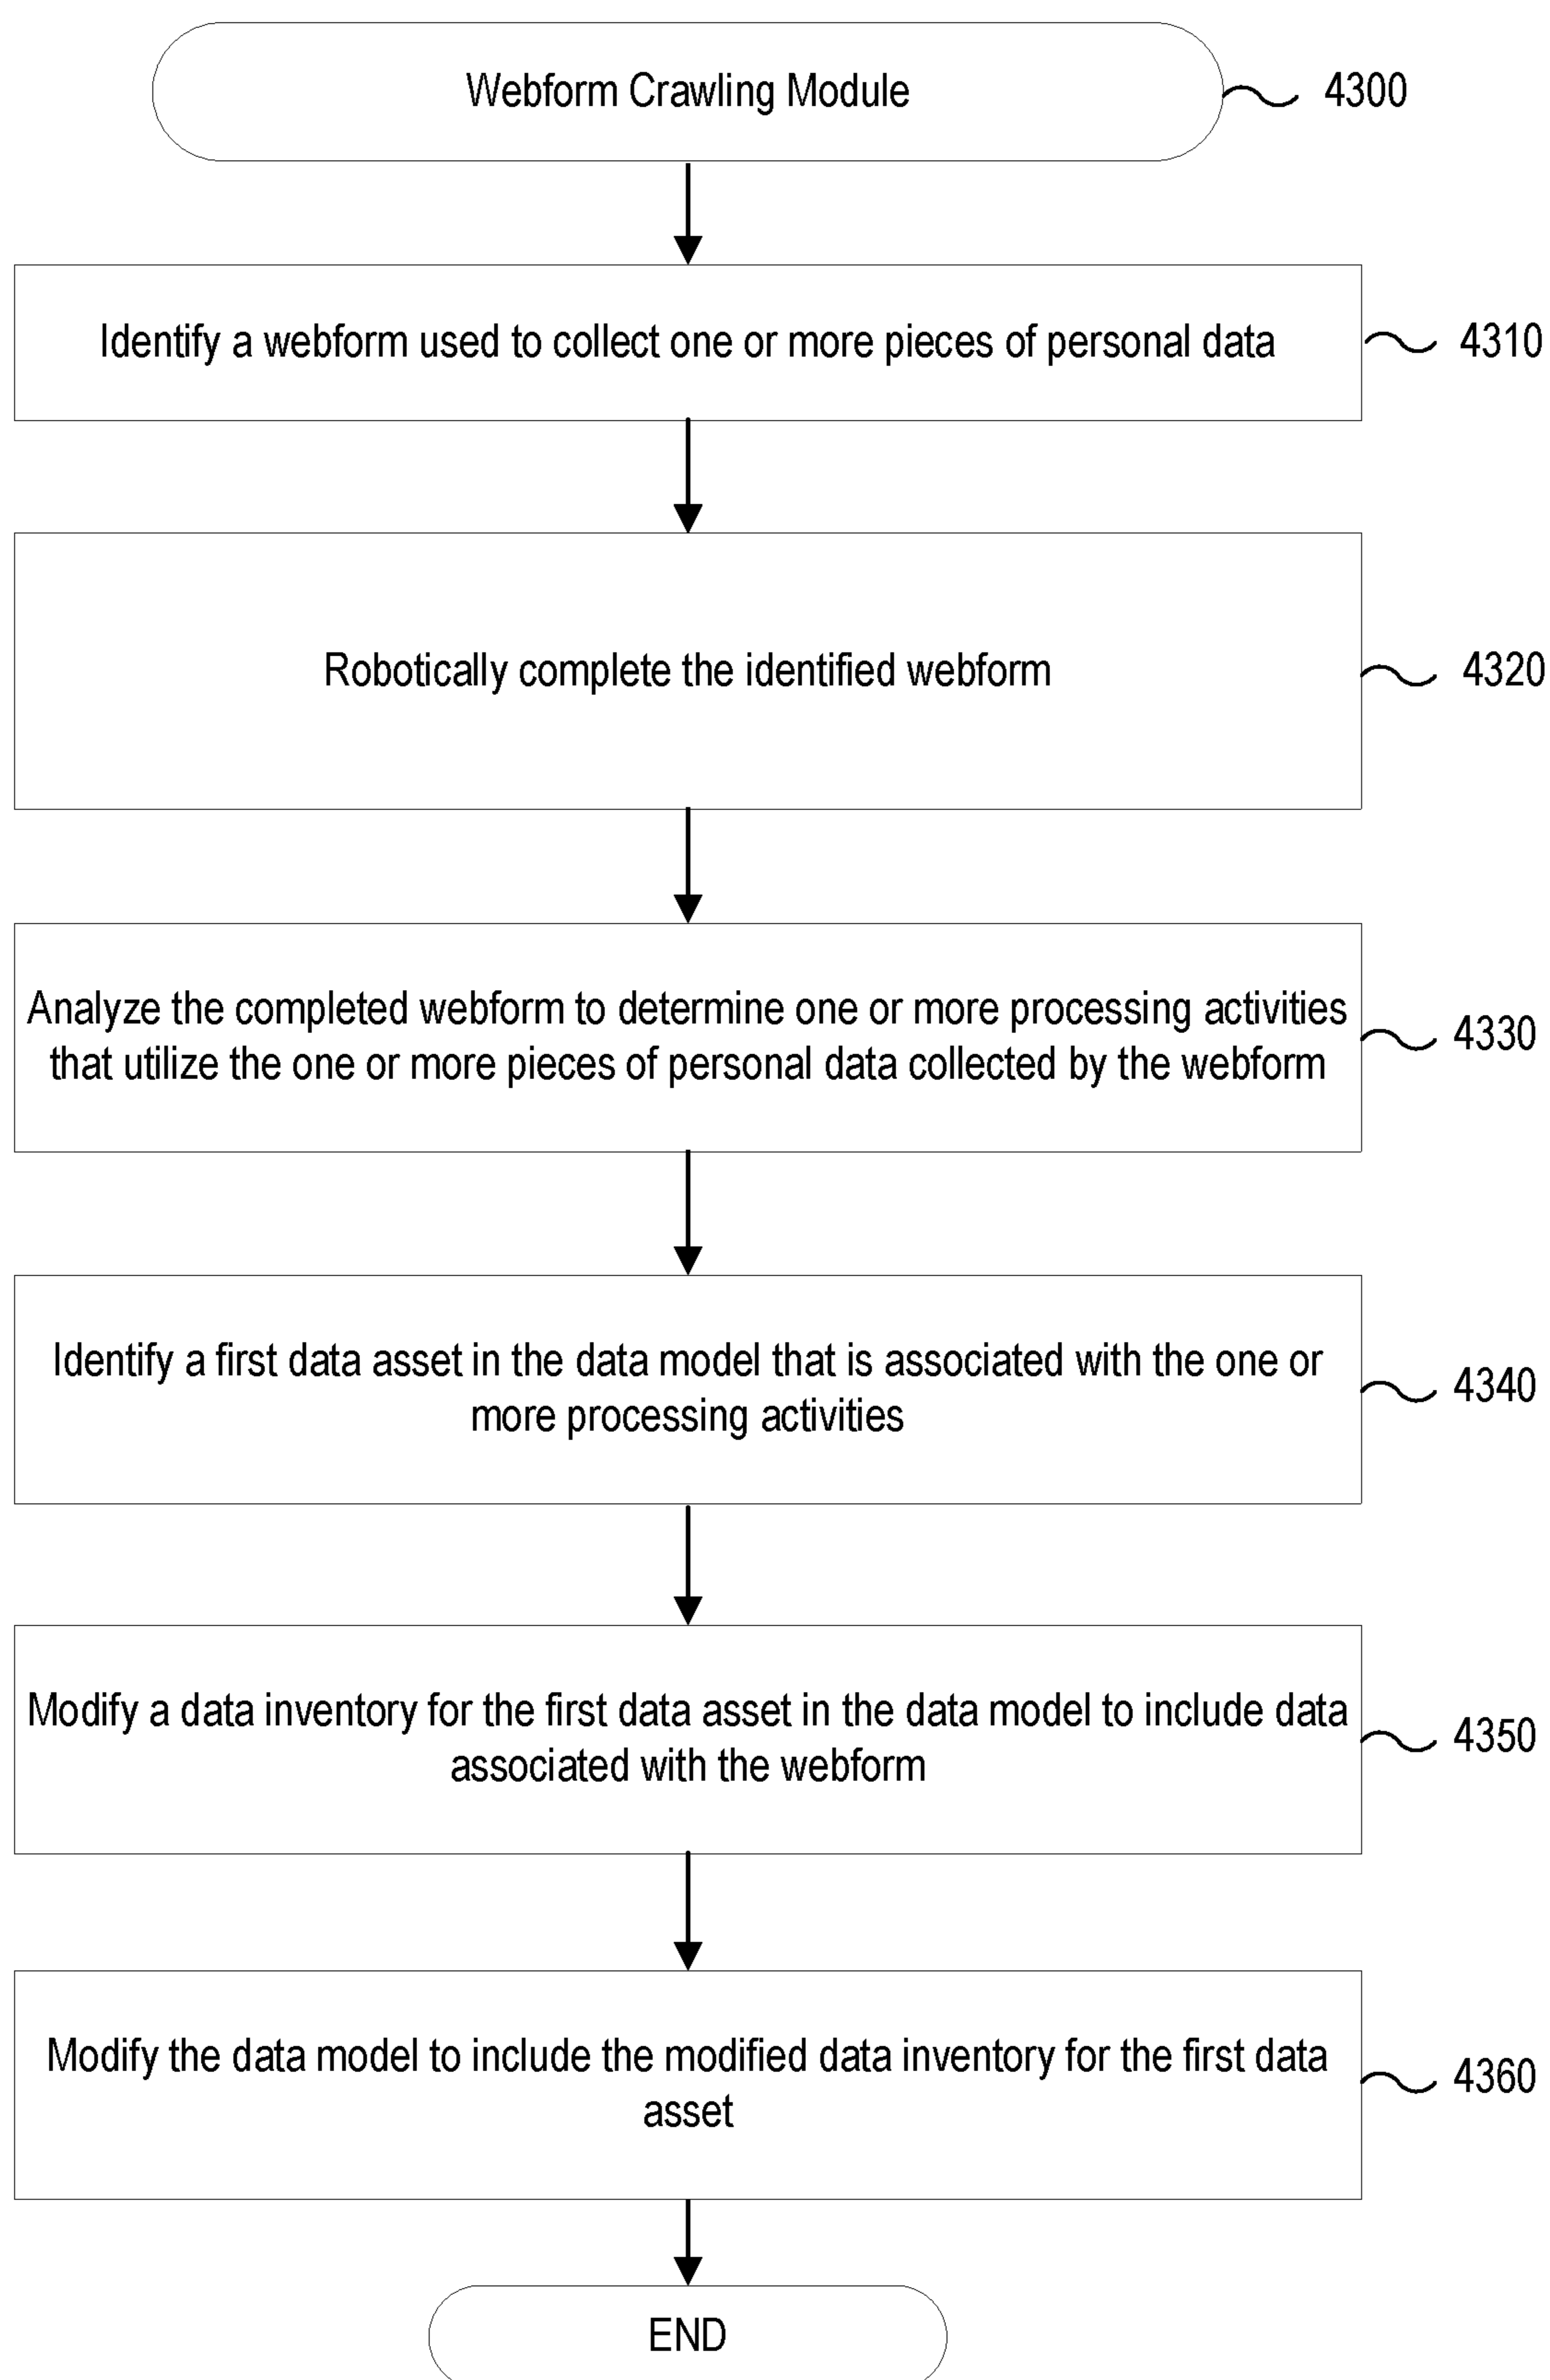 Webform Crawling Module
4300
Identify a webform used to collect one or more pieces of personal data
4310
Robotically complete the identified webform
4320
Analyze the completed webform to determine one or more processing activities
that utilize the one or more pieces of personal data collected by the webform
4330
Identify a first data asset in the data model that is associated with the one or
more processing activities
4340
Modify a data inventory for the first data asset in the data model to include data
associated with the webform
4350
Modify the data model to include the modified data inventory for the first data
asset
4360
END